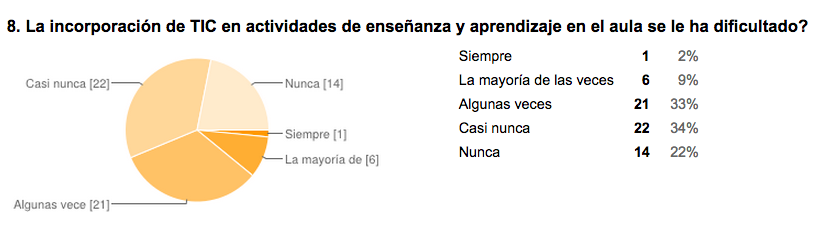 8. La incorporación de TIC en actividades de enseñanza y aprendizaje en el aula se le ha dificultado?
Casi nunca [22]
Nunca [14]
Siempre [1]
La mayoría de [6]
Algunas vece [21]
Siempre 1 2%
La mayoría de las veces 6 9%
Algunas veces 21 33%
Casi nunca 22 34%
Nunca 14 22%